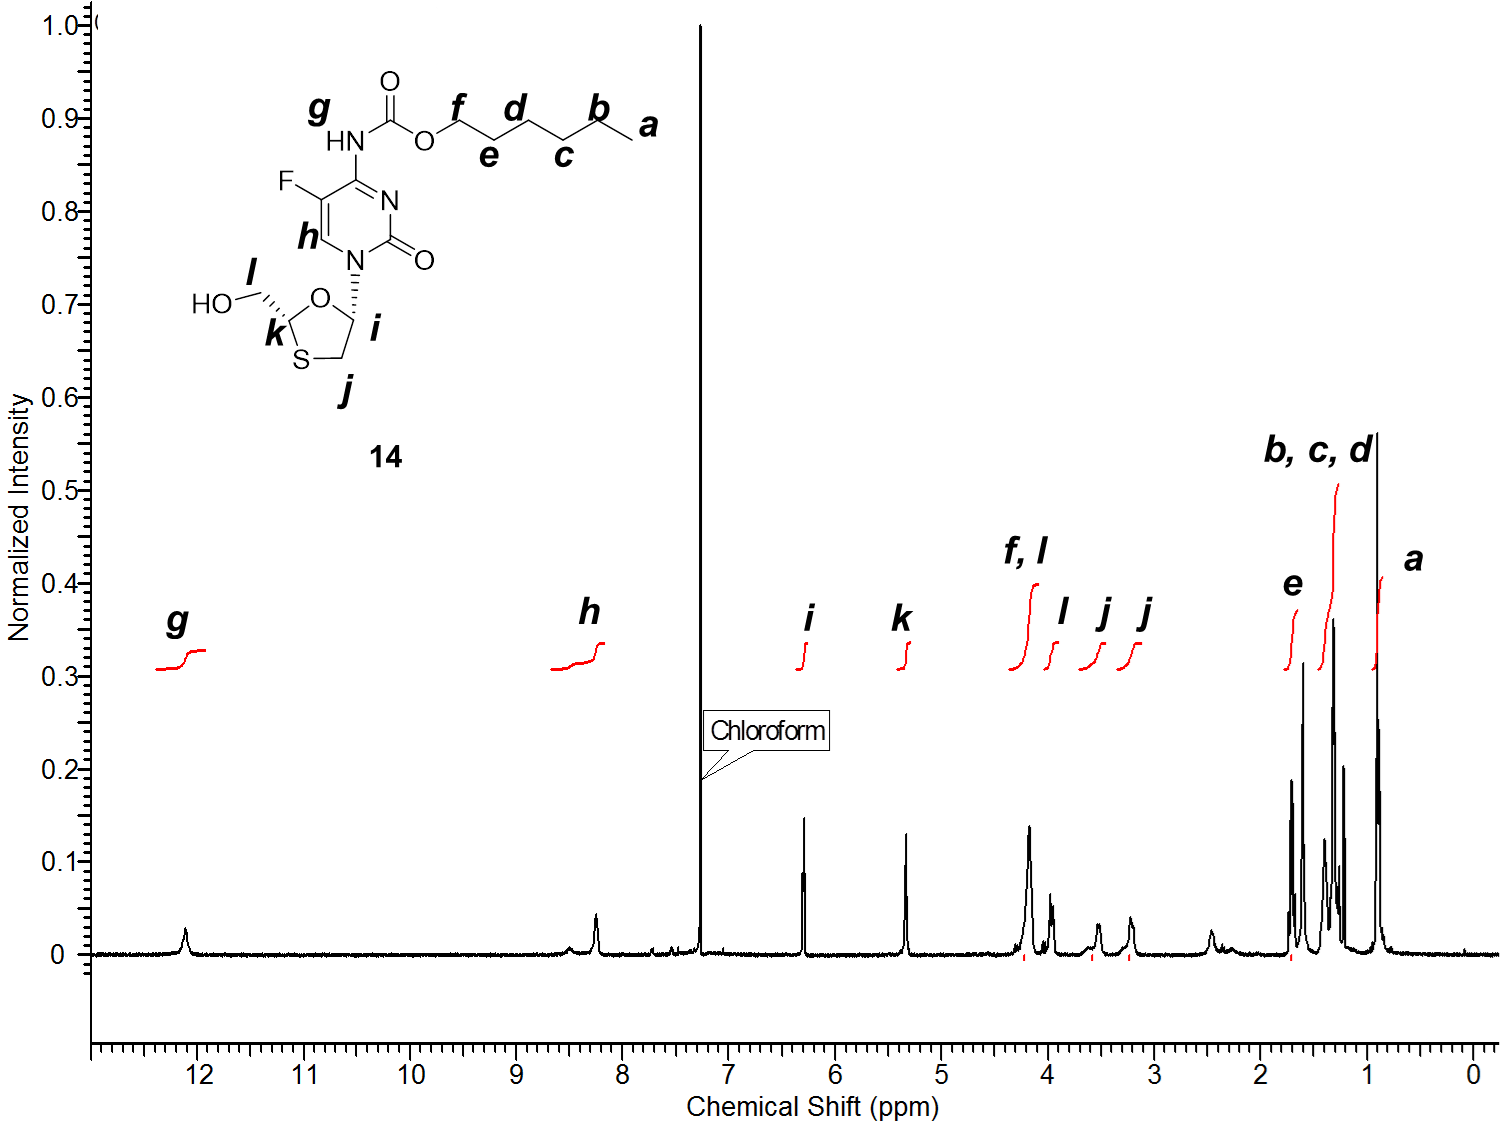 1.0
0.9
0.8
0.7
0.6
0.5
0.4
0.3
0.2
0.1
0
Normalized Intensity
O
g
f
d
b
a
HN
O
e
c
F
N
h
N
O
l
HO
O
k
i
S
j
14
b, c, d
f, l
a
e
g
h
i
k
l
j
j
Chloroform
12 11 10 9 8 7 6 5 4 3 2 1 0
Chemical Shift (ppm)